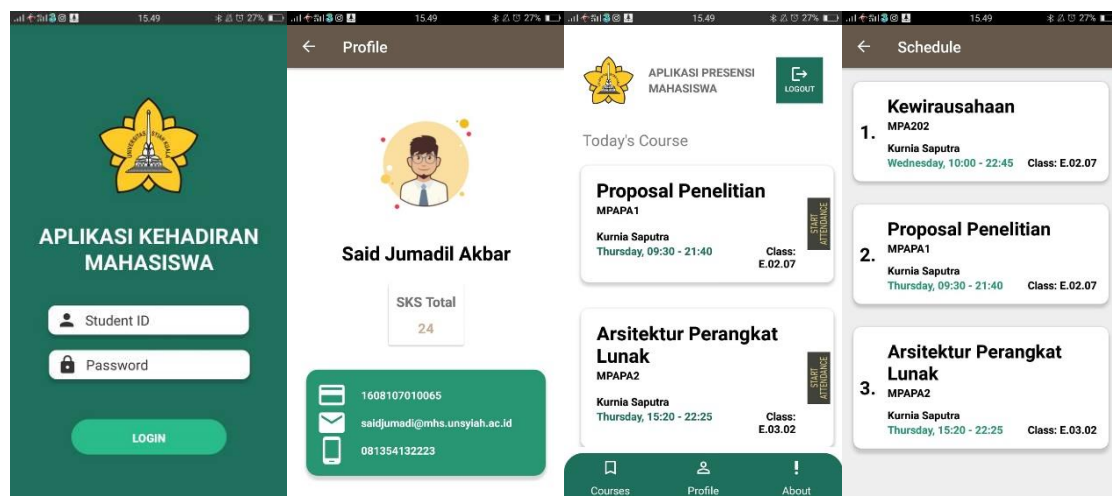 15.49
27%
APLIKASI KEHADIRAN
MAHASISWA
Student ID
Password
LOGIN
15.49
27%
Profile
Said Jumadil Akbar
SKS Total
24
1608107010065
saidjumadi@mhs.unsyiah.ac.id
081354132223
15.49
27%
APLIKASI PRESENSI
MAHASISWA
LOGOUT
Today's Course
Proposal Penelitian
MPAPA1
Kurnia Saputra
Thursday, 09:30 - 21:40
Class:
E.02.07
START
ATTENDANCE
Arsitektur Perangkat
Lunak
MPAPA2
Kurnia Saputra
Thursday, 15:20 - 22:25
Class:
E.03.02
START
ATTENDANCE
Courses
Profile
About
15.49
27%
Schedule
1.
Kewirausahaan
MPA202
Kurnia Saputra
Wednesday, 10:00 - 22:45 Class: E.02.07
2.
Proposal Penelitian
MPAPA1
Kurnia Saputra
Thursday, 09:30 - 21:40 Class: E.02.07
3.
Arsitektur Perangkat
Lunak
MPAPA2
Kurnia Saputra
Thursday, 15:20 - 22:25 Class: E.03.02